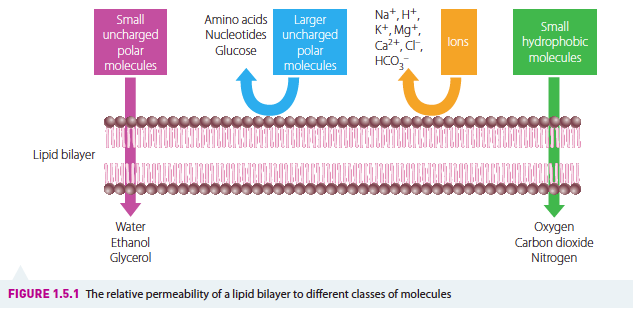 Small
uncharged
polar
molecules
Amino acids
Nucleotides
Glucose
Larger
uncharged
polar
molecules
Na⁺, H⁺,
K⁺, Mg⁺,
Ca²⁺, Cl⁻,
HCO₃⁻
Ions
Small
hydrophobic
molecules
Lipid bilayer
Water
Ethanol
Glycerol
Oxygen
Carbon dioxide
Nitrogen
FIGURE 1.5.1 The relative permeability of a lipid bilayer to different classes of molecules